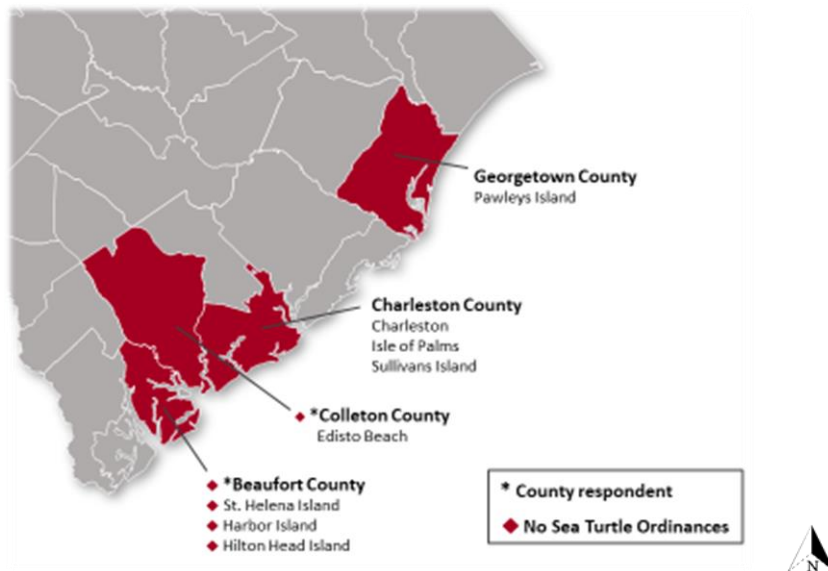 Georgetown County
Pawleys Island
Charleston County
Charleston
Isle of Palms
Sullivans Island
*Colleton County
Edisto Beach
*Beaufort County
St. Helena Island
Harbor Island
Hilton Head Island
* County respondent
No Sea Turtle Ordinances
N